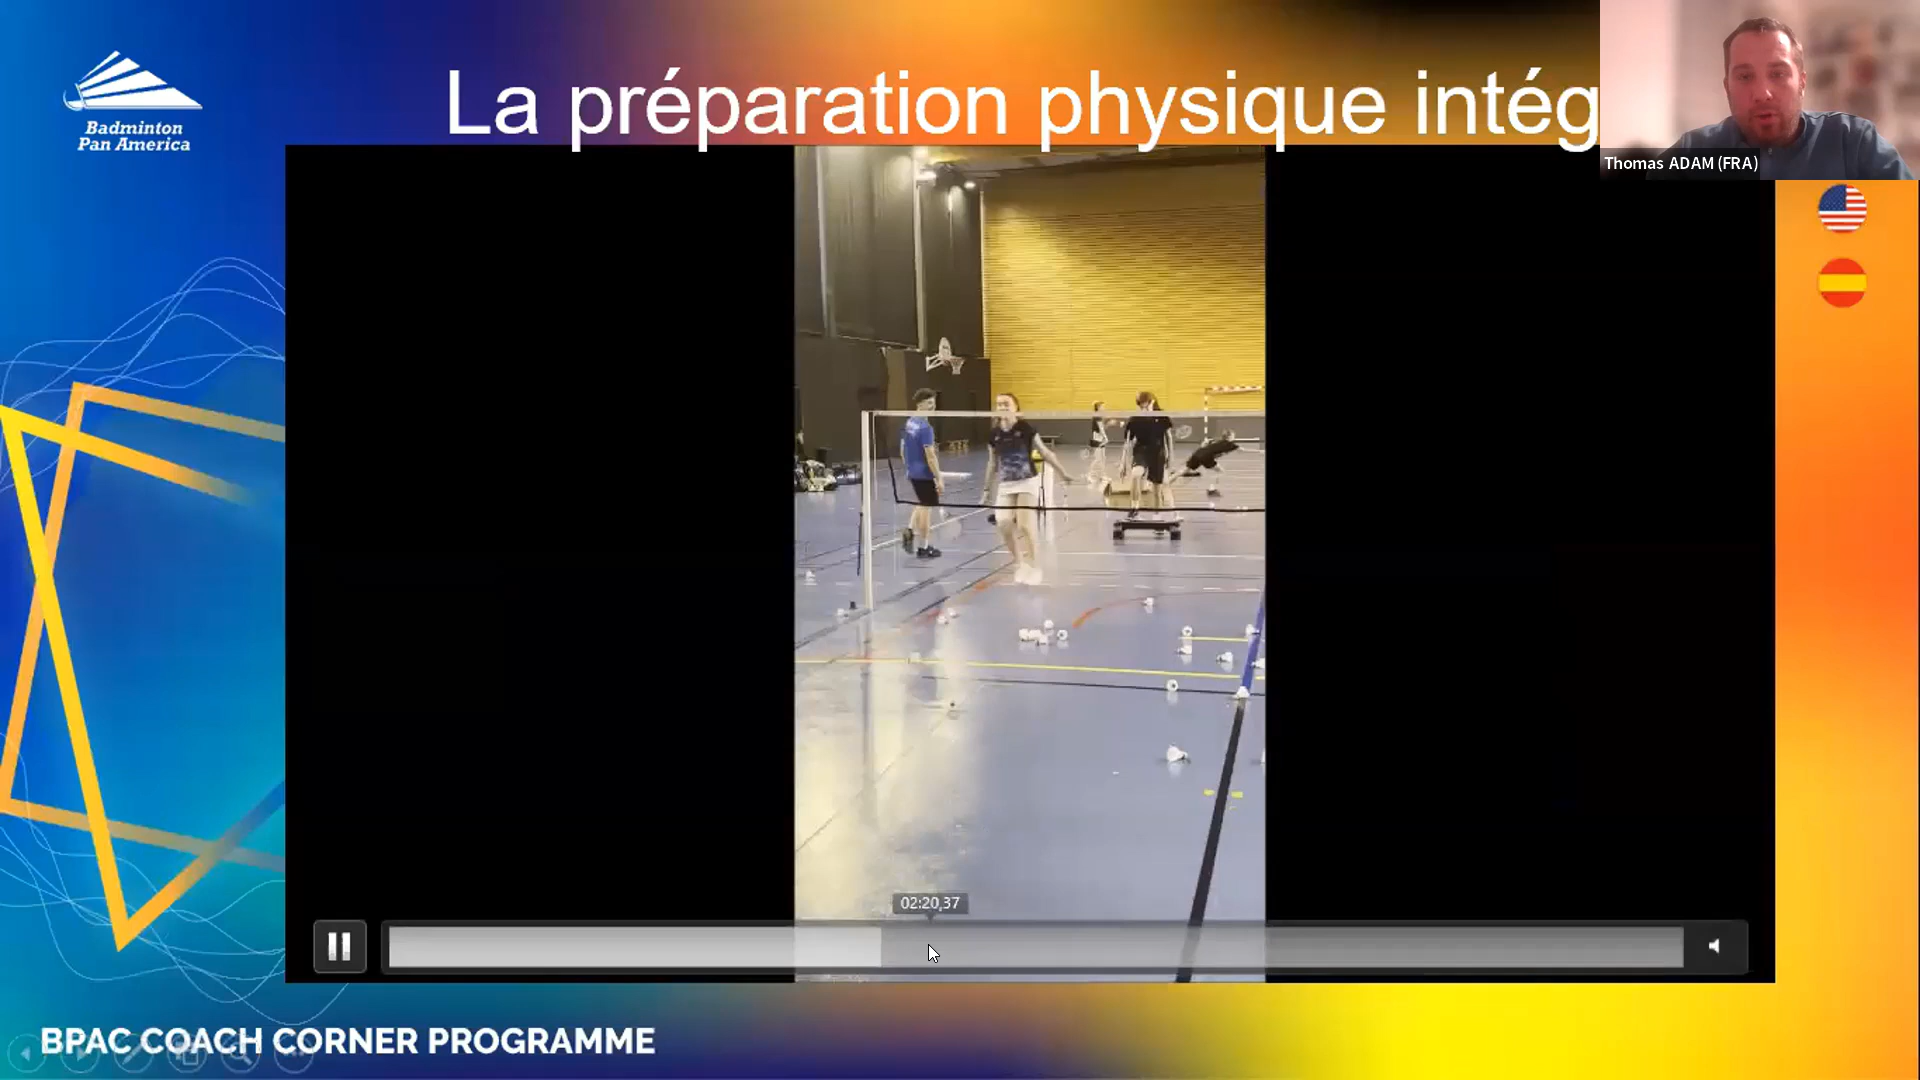 La préparation physique intég
Badminton
Pan America
Thomas ADAM (FRA)
02:20,37
BPAC COACH CORNER PROGRAMME